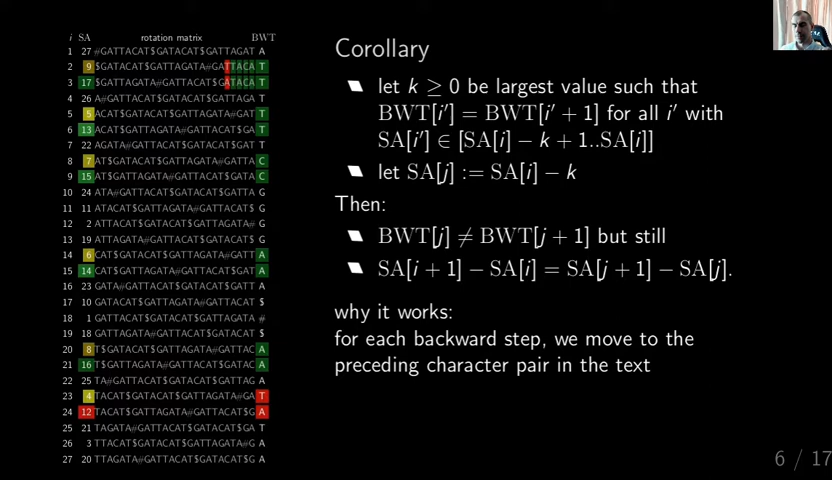 i SA rotation matrix BWT
1 27 #GATTACAT$GATACAT$GATTAGAT A
2 9 $GATACAT$GATTAGATA#GATTACA T
3 17 $GATTAGATA#GATTACAT$GATACA T
4 26 A#GATTACAT$GATACAT$GATTAGA T
5 5 ACAT$GATACAT$GATTAGATA#GAT T
6 13 ACAT$GATTAGATA#GATTACAT$GA T
7 22 AGATA#GATTACAT$GATACAT$GAT T
8 7 AT$GATACAT$GATTAGATA#GATTA C
9 15 AT$GATTAGATA#GATTACAT$GATA C
10 24 ATA#GATTACAT$GATACAT$GATTA G
11 11 ATACAT$GATTAGATA#GATTACAT$ G
12 2 ATTACAT$GATACAT$GATTAGATA# G
13 19 ATTAGATA#GATTACAT$GATACAT$ G
14 6 CAT$GATACAT$GATTAGATA#GATT A
15 14 CAT$GATTAGATA#GATTACAT$GAT A
16 23 GATA#GATTACAT$GATACAT$GATT A
17 10 GATACAT$GATTAGATA#GATTACAT $
18 1 GATTACAT$GATACAT$GATTAGATA #
19 18 GATTAGATA#GATTACAT$GATACAT $
20 8 T$GATACAT$GATTAGATA#GATTAC A
21 16 T$GATTAGATA#GATTACAT$GATAC A
22 25 TA#GATTACAT$GATACAT$GATTAG A
23 4 TACAT$GATACAT$GATTAGATA#GA T
24 12 TACAT$GATTAGATA#GATTACAT$G A
25 21 TAGATA#GATTACAT$GATACAT$GA T
26 3 TTACAT$GATACAT$GATTAGATA#G A
27 20 TTAGATA#GATTACAT$GATACAT$G A
Corollary
let k ≥ 0 be largest value such that
BWT[i′] = BWT[i′ + 1] for all i′ with
SA[i′] ∈ [SA[i] − k + 1..SA[i]]
let SA[j] := SA[i] − k
Then:
BWT[j] ≠ BWT[j + 1] but still
SA[i + 1] − SA[i] = SA[j + 1] − SA[j].
why it works:
for each backward step, we move to the
preceding character pair in the text
6 / 17